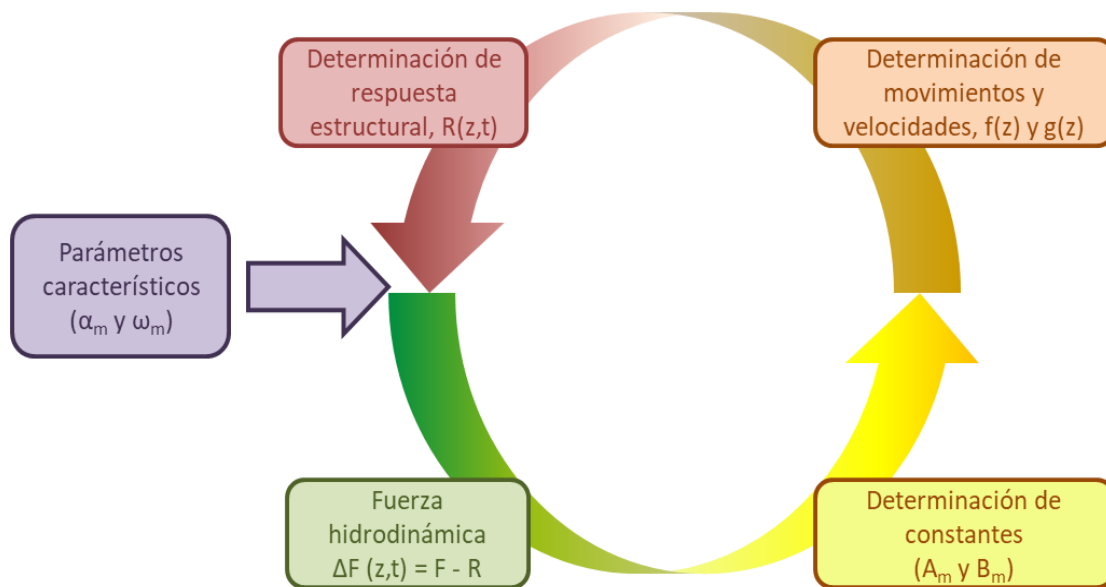 Determinación de
respuesta
estructural, R(z,t)
Determinación de
movimientos y
velocidades, f(z) y g(z)
Parámetros
característicos
(αₘ y ωₘ)
Fuerza
hidrodinámica
ΔF (z,t) = F - R
Determinación de
constantes
(Aₘ y Bₘ)